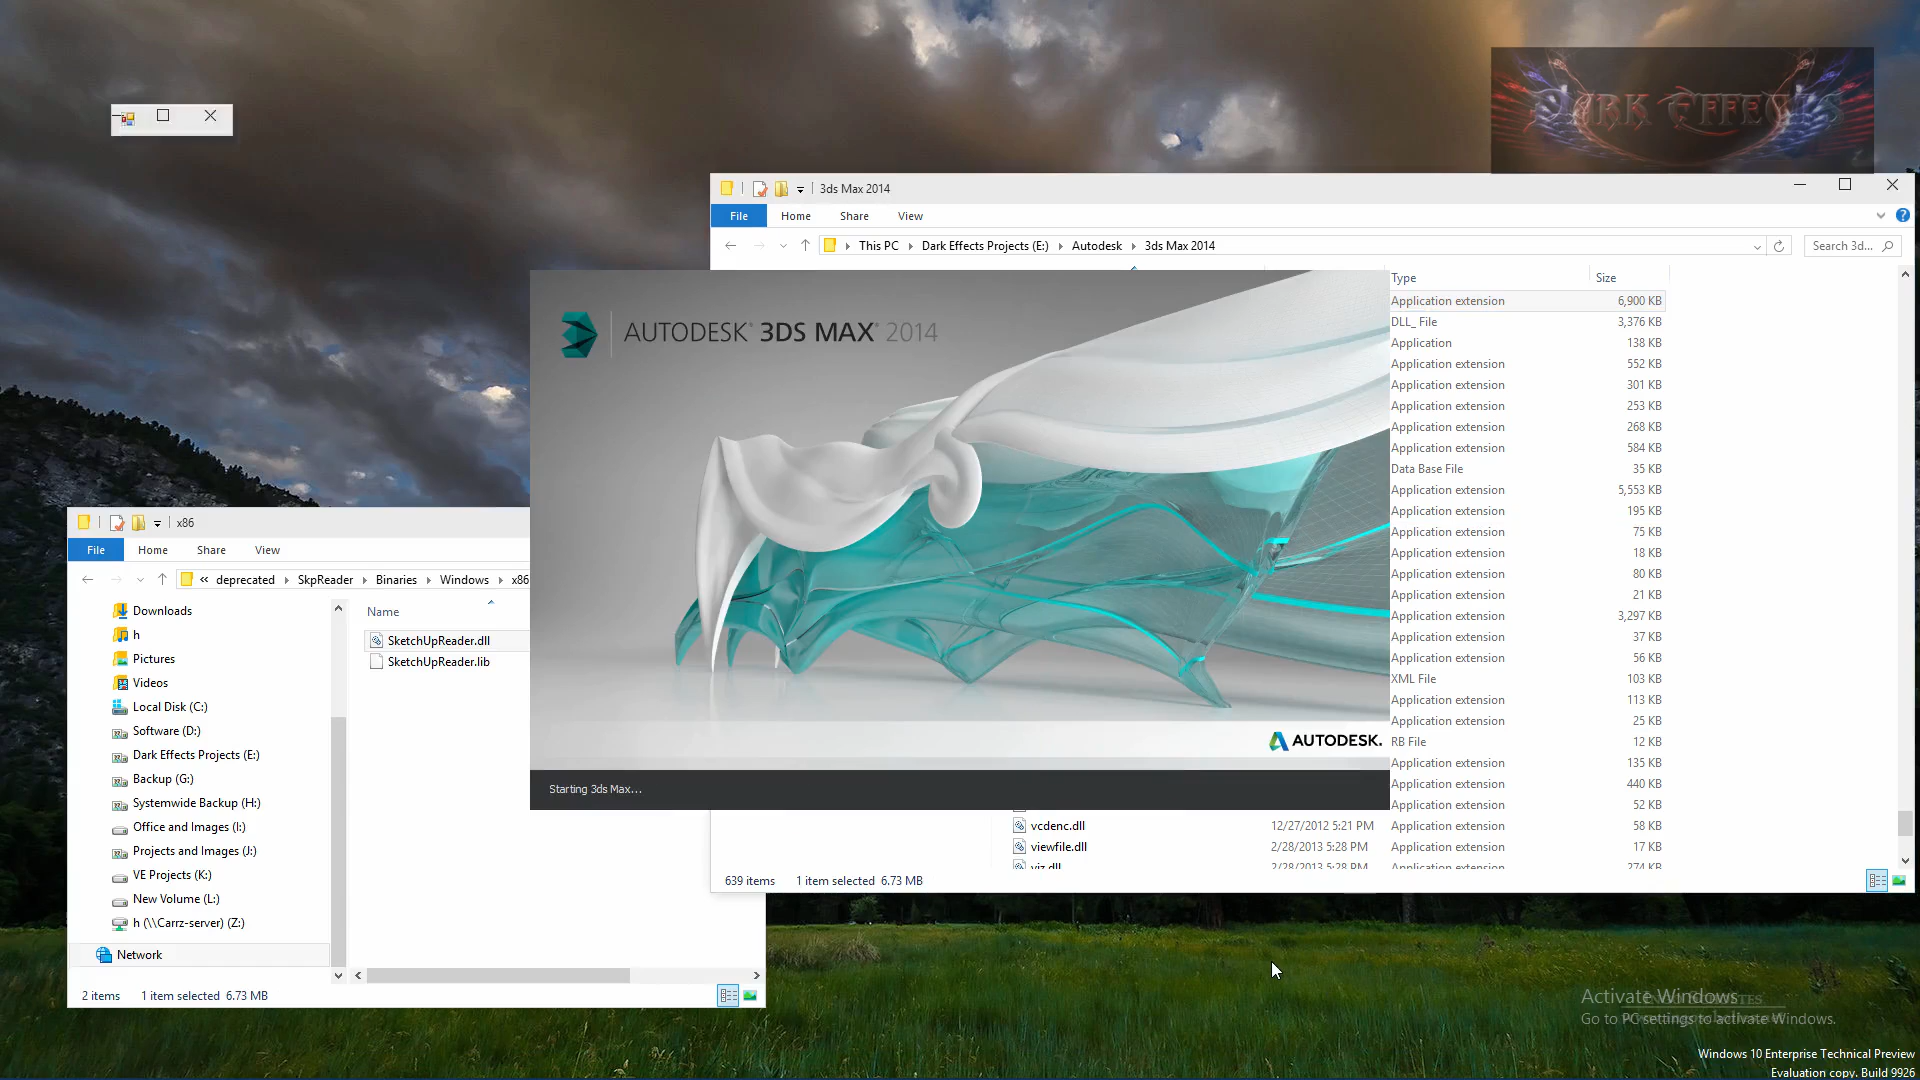 DARK EFFECTS
3ds Max 2014
File Home Share View
This PC Dark Effects Projects (E:) Autodesk 3ds Max 2014
Search 3d...
Type Size
Application extension 6,900 KB
DLL_ File 3,376 KB
Application 138 KB
Application extension 552 KB
Application extension 301 KB
Application extension 253 KB
Application extension 268 KB
Application extension 584 KB
Data Base File 35 KB
Application extension 5,553 KB
Application extension 195 KB
Application extension 75 KB
Application extension 18 KB
Application extension 80 KB
Application extension 21 KB
Application extension 3,297 KB
Application extension 37 KB
Application extension 56 KB
XML File 103 KB
Application extension 113 KB
Application extension 25 KB
RB File 12 KB
Application extension 135 KB
Application extension 440 KB
Application extension 52 KB
vcdenc.dll 12/27/2012 5:21 PM Application extension 58 KB
viewfile.dll 2/28/2013 5:28 PM Application extension 17 KB
viz.dll 2/28/2013 5:28 PM Application extension 274 KB
639 items 1 item selected 6.73 MB
AUTODESK® 3DS MAX® 2014
AUTODESK.
Starting 3ds Max...
x86
File Home Share View
« deprecated SkpReader Binaries Windows x86
Downloads
h
Pictures
Videos
Local Disk (C:)
Software (D:)
Dark Effects Projects (E:)
Backup (G:)
Systemwide Backup (H:)
Office and Images (I:)
Projects and Images (J:)
VE Projects (K:)
New Volume (L:)
h (\\Carrz-server) (Z:)
Network
Name
SketchUpReader.dll
SketchUpReader.lib
2 items 1 item selected 6.73 MB
Activate Windows
Go to PC settings to activate Windows.
Windows 10 Enterprise Technical Preview
Evaluation copy. Build 9926